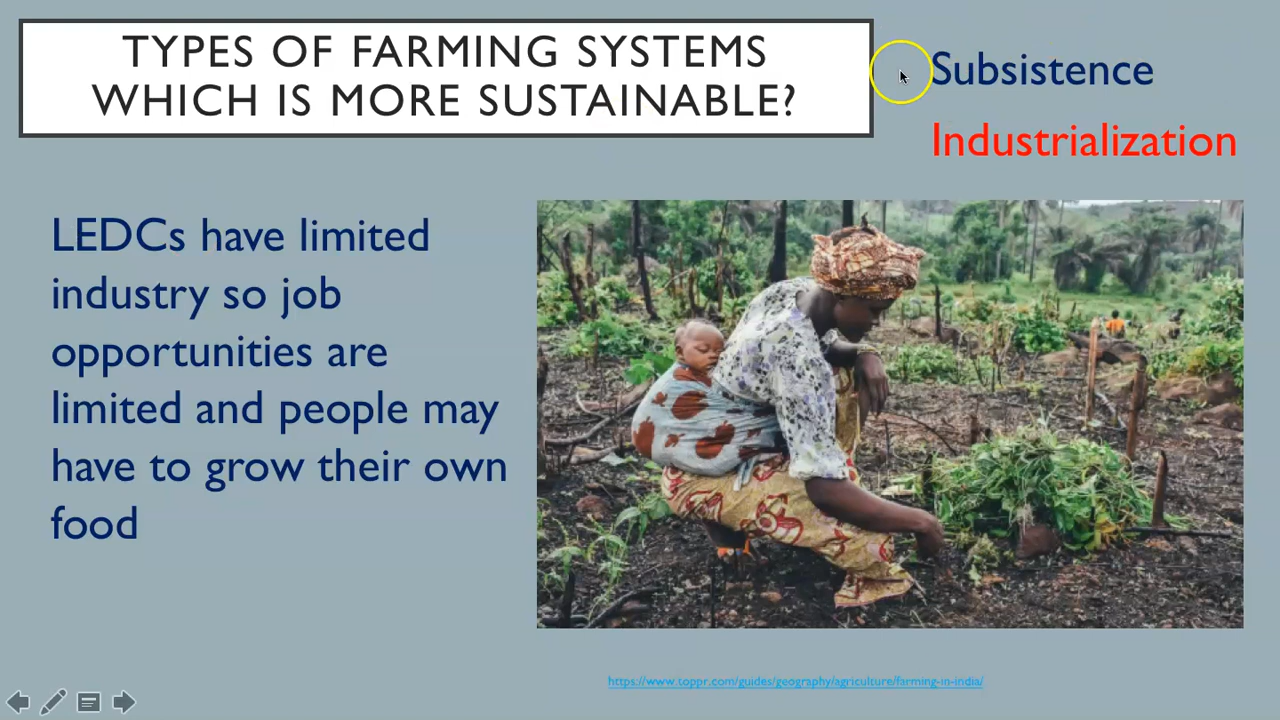 TYPES OF FARMING SYSTEMS
WHICH IS MORE SUSTAINABLE?
Subsistence
Industrialization
LEDCs have limited
industry so job
opportunities are
limited and people may
have to grow their own
food
https://www.toppr.com/guides/geography/agriculture/farming-in-india/